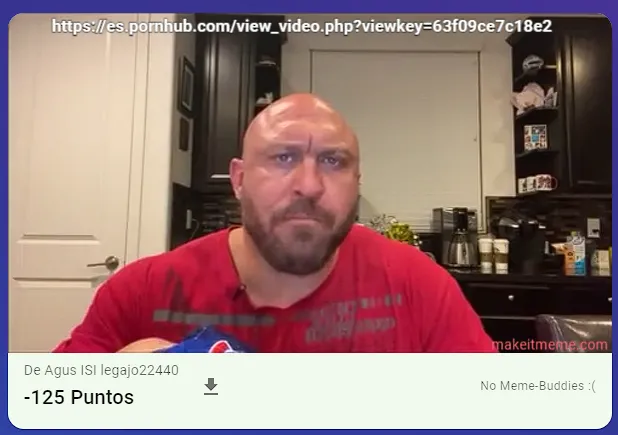 https://es.pornhub.com/view_video.php?viewkey=63f09ce7c18e2
makeitmeme.com
De Agus ISI legajo22440
-125 Puntos
No Meme-Buddies :(